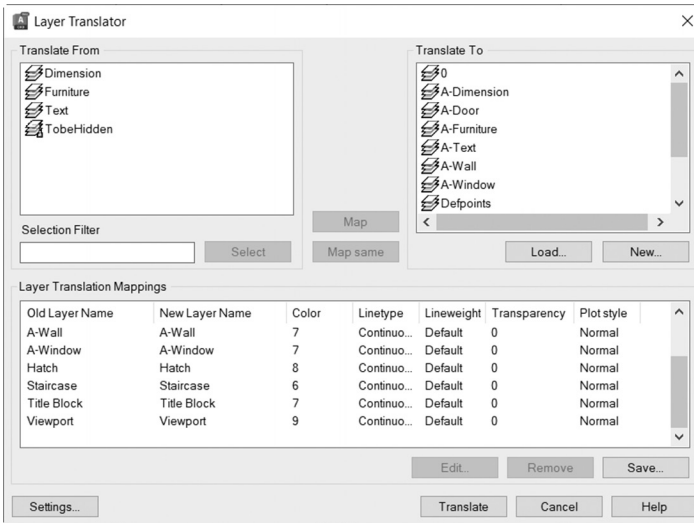 Layer Translator
Translate From
Dimension
Furniture
Text
TobeHidden
Selection Filter
Select
Map
Map same
Translate To
0
A-Dimension
A-Door
A-Furniture
A-Text
A-Wall
A-Window
Defpoints
Load...
New...
Layer Translation Mappings
Old Layer Name New Layer Name Color Linetype Lineweight Transparency Plot style
A-Wall A-Wall 7 Continuo... Default 0 Normal
A-Window A-Window 7 Continuo... Default 0 Normal
Hatch Hatch 8 Continuo... Default 0 Normal
Staircase Staircase 6 Continuo... Default 0 Normal
Title Block Title Block 7 Continuo... Default 0 Normal
Viewport Viewport 9 Continuo... Default 0 Normal
Edit... Remove Save...
Settings... Translate Cancel Help